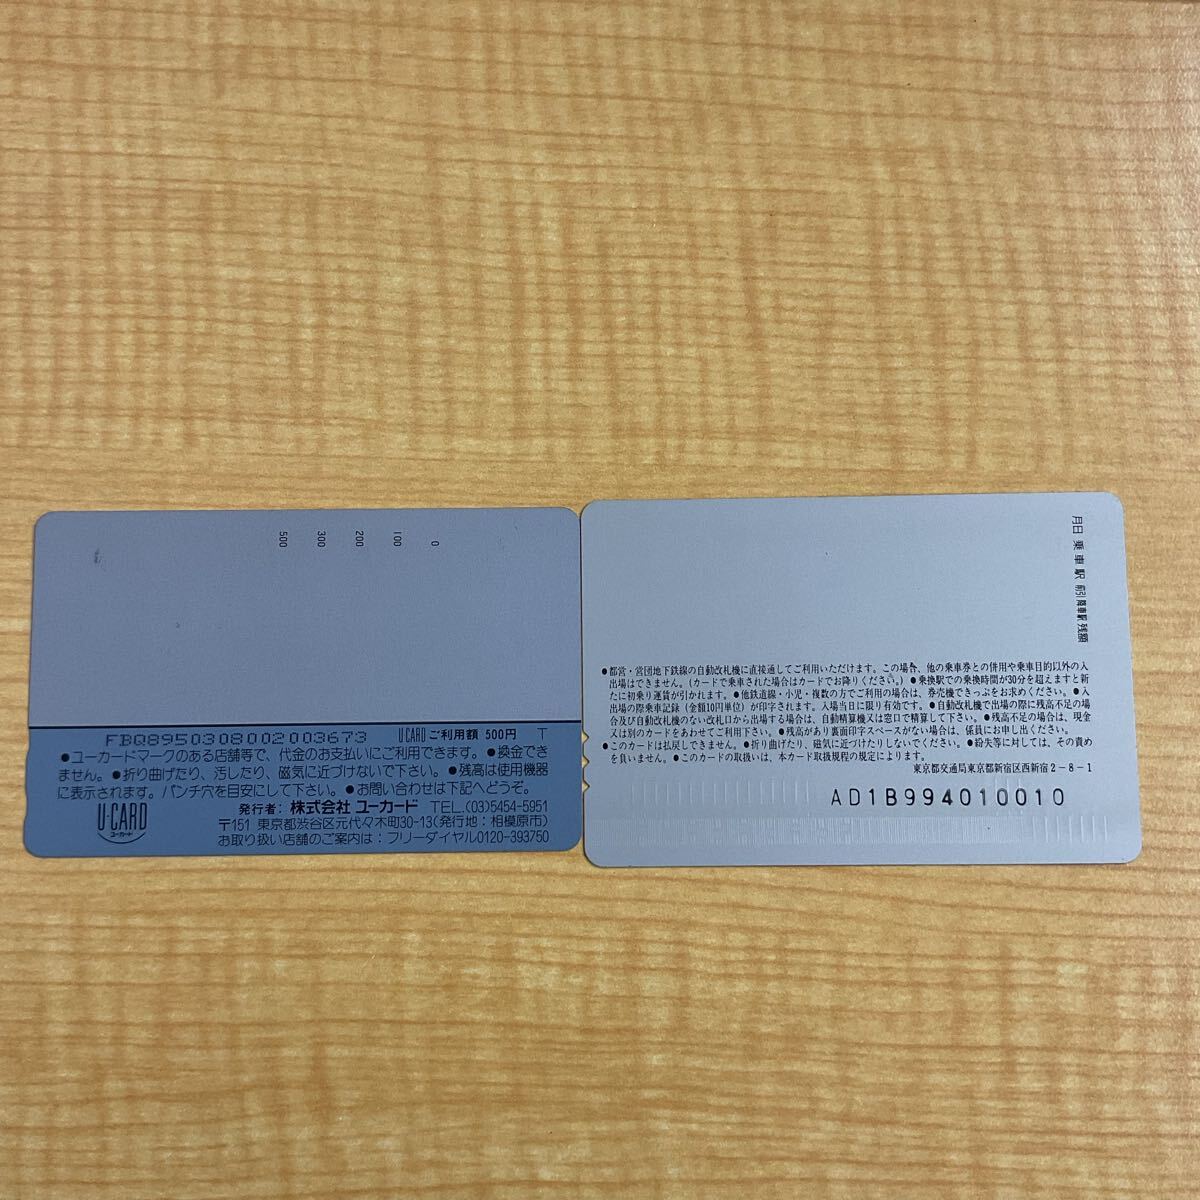 500
300
200
100
0
FBQ89503080020036​73 U-CARD ご利用額 500円 T
●ユーカードマークのある店舗等で、代金のお支払いにご利用できます。●換金でき
ません。●折り曲げたり、汚したり、磁気に近づけないで下さい。●残高は使用機器
に表示されます。パンチ穴を目安にして下さい。●お問い合わせは下記へどうぞ。
U-CARD
ユーカード
発行者：株式会社 ユーカード TEL.(03)5454-5951
〒151 東京都渋谷区元代々木町30-13(発行地：相模原市)
お取り扱い店舗のご案内は：フリーダイヤル0120-393750
月日 乗車駅 前引 降車駅 残額
●都営・営団地下鉄線の自動改札機に直接通してご利用いただけます。この場合、他の乗車券との併用や乗車目的以外の入
出場はできません。(カードで乗車された場合はカードでお降りください。)●乗換駅での乗換時間が30分を超えますと新
たに初乗り運賃が引かれます。●他鉄道線・小児・複数の方でご利用の場合は、券売機できっぷをお求めください。●入
出場の際乗車記録(金額10円単位)が印字されます。入場当日に限り有効です。●自動改札機で出場の際に残高不足の場
合及び自動改札機のない改札口から出場する場合は、自動精算機又は窓口で精算して下さい。●残高不足の場合は、現金
又は別のカードをあわせてご利用下さい。●残高があり裏面印字スペースがない場合は、係員にお申し出ください。
●このカードは払戻しできません。●折り曲げたり、磁気に近づけたりしないでください。●紛失等に対しては、その責め
を負いません。●このカードの取扱いは、本カード取扱規程の規定によります。
東京都交通局東京都新宿区西新宿2-8-1
AD1B994010010